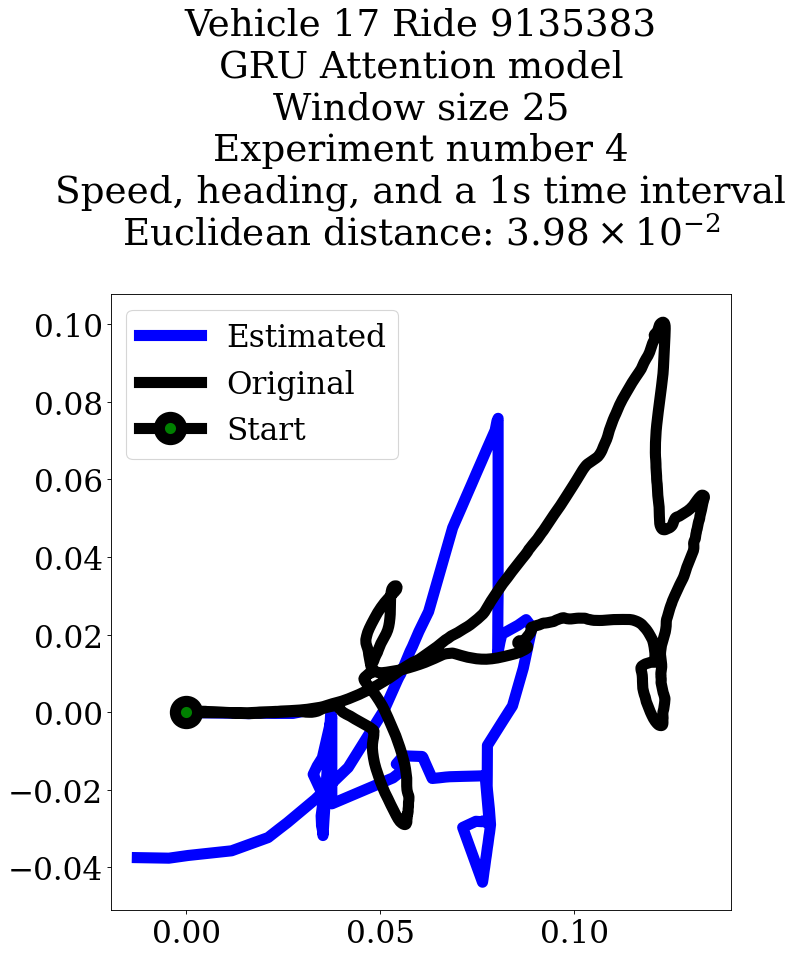 Vehicle 17 Ride 9135383
GRU Attention model
Window size 25
Experiment number 4
Speed, heading, and a 1s time interval
Euclidean distance: 3.98 × 10⁻²
Estimated
Original
Start
0.10
0.08
0.06
0.04
0.02
0.00
−0.02
−0.04
0.00 0.05 0.10